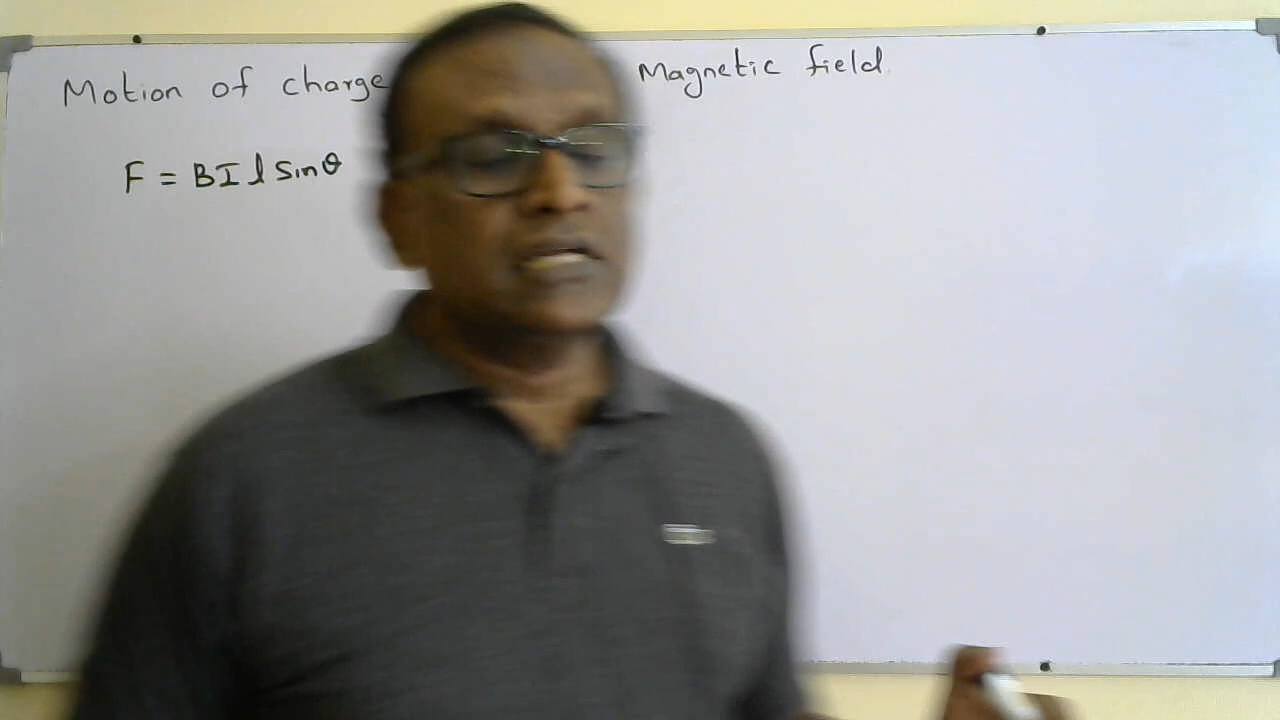 Motion of charge Magnetic field
F = BIl Sinθ